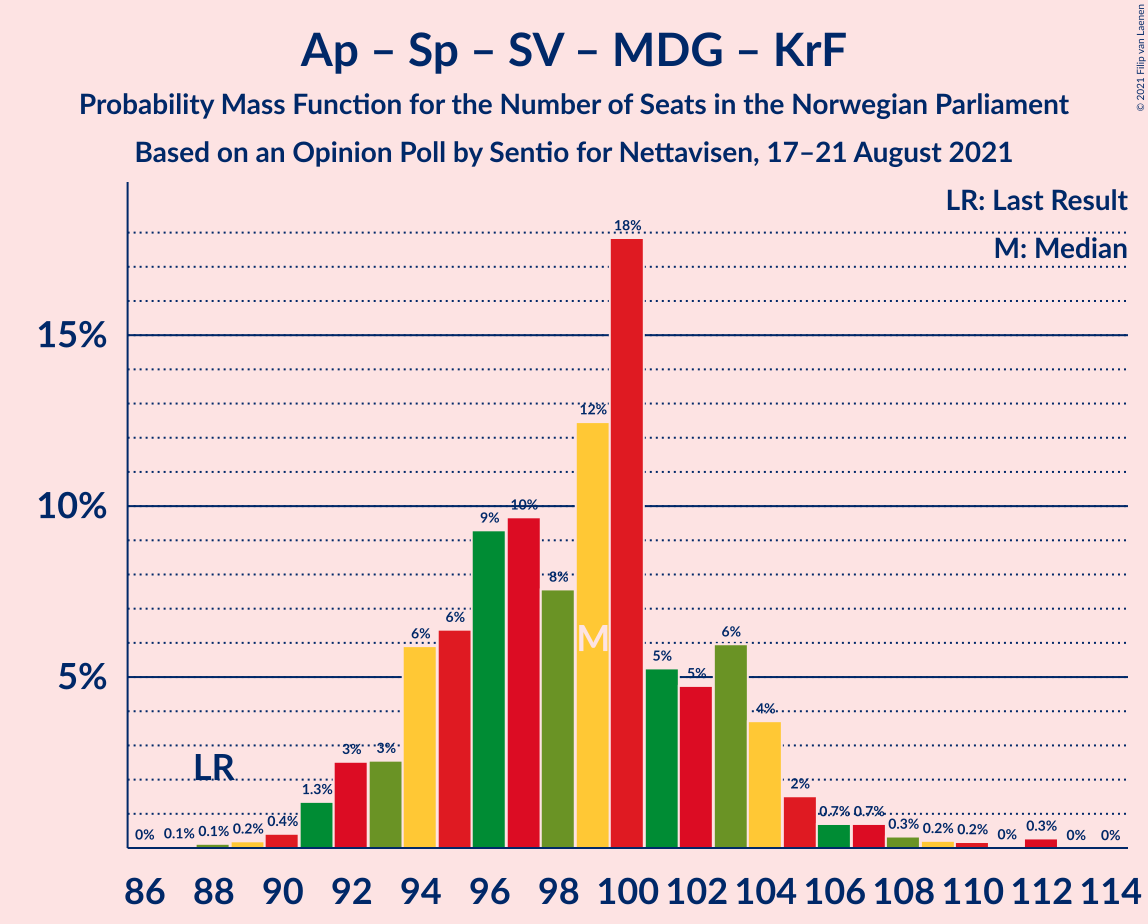 Ap – Sp – SV – MDG – KrF
Probability Mass Function for the Number of Seats in the Norwegian Parliament
Based on an Opinion Poll by Sentio for Nettavisen, 17–21 August 2021
© 2021 Filip van Laenen
LR: Last Result
M: Median
15%
10%
5%
0% 0.1% 0.1% 0.2% 0.4% 1.3% 3% 3% 6% 6% 9% 10% 8% 12% 18% 5% 5% 6% 4% 2% 0.7% 0.7% 0.3% 0.2% 0.2% 0% 0.3% 0% 0%
LR
M
86 88 90 92 94 96 98 100 102 104 106 108 110 112 114